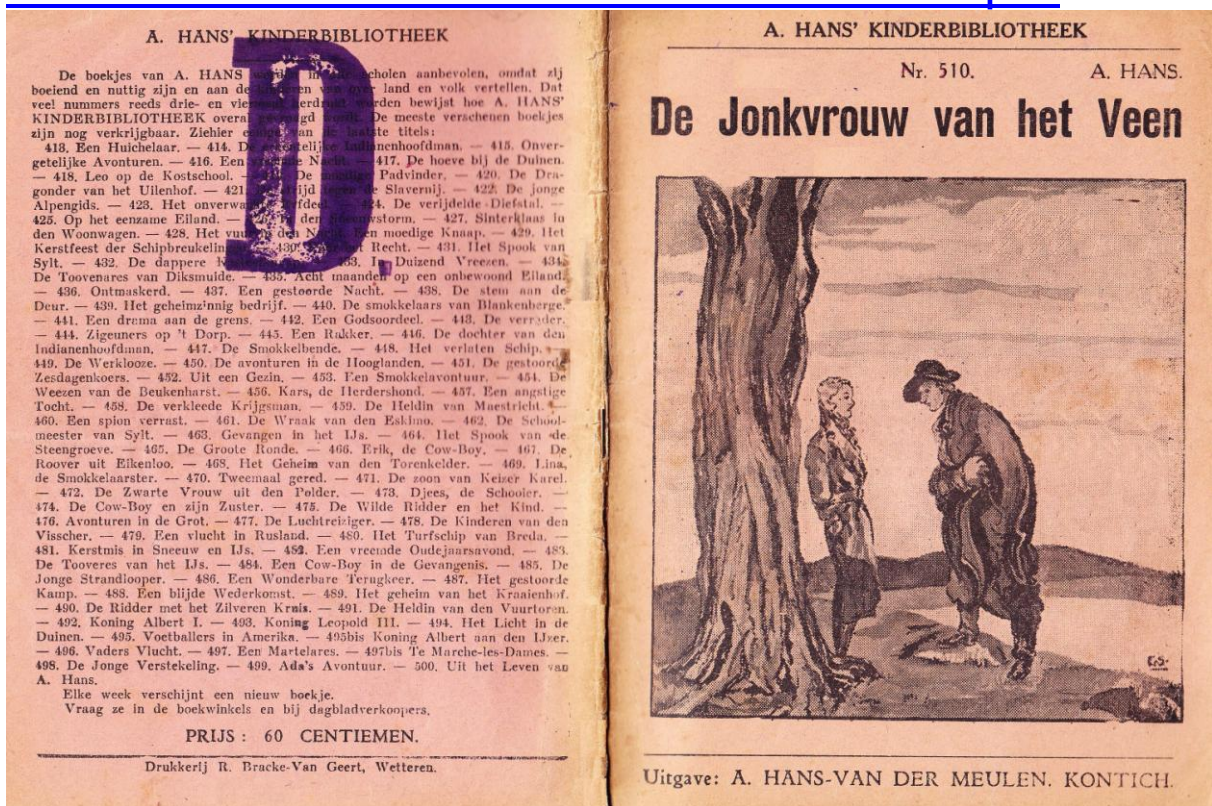 A. HANS' KINDERBIBLIOTHEEK
De boekjes van A. HANS in scholen aanbevolen, omdat zij
boeiend en nuttig zijn en aan de van over land en volk vertellen. Dat
veel nummers reeds drie- en herdrukt worden bewijst hoe A. HANS'
KINDERBIBLIOTHEEK overal wordt. De meeste verschenen boekjes
zijn nog verkrijgbaar. Ziehier van de laatste titels:
413. Een Huichelaar. — 414. De Indianenhoofdman. — 415. Onver-
getelijke Avonturen. — 416. Een Nacht. — 417. De hoeve bij de Duinen.
— 418. Leo op de Kostschool. — De Padvinder. — 420. De Dra-
gonder van het Uilenhof. — 421. strijd tegen de Slavernij. — 422. De jonge
Alpengids. — 423. Het Erfdeel. — 424. De verijdelde Diefstal. —
425. Op het eenzame Eiland. — In den Sneeuwstorm. — 427. Sinterklaas in
den Woonwagen. — 428. Het vuur in den Nacht. Een moedige Knaap. — 429. Het
Kerstfeest der 430. Recht. — 431. Het Spook van
Sylt. — 432. De dappere In Duizend Vreezen. — 434.
De Toovenares van Diksmuide. — 435. Acht maanden op een onbewoond Eiland.
— 436. Ontmaskerd. — 437. Een gestoorde Nacht. — 438. De stem aan de
Deur. — 439. Het geheimzinnig bedrijf. — 440. De smokkelaars van Blankenberge.
— 441. Een drama aan de grens. — 442. Een Godsoordeel. — 443. De verrader.
— 444. Zigeuners op 't Dorp. — 445. Een Rakker. — 446. De dochter van den
Indianenhoofdman. — 447. De Smokkelbende. — 448. Het verlaten Schip. —
449. De Werklooze. — 450. De avonturen in de Hooglanden. — 451. De gestoorde
Zesdagenkoers. — 452. Uit een Gezin. — 453. Een Smokkelavontuur. — 454. De
Weezen van de Beukenharst. — 456. Kars, de Herdershond. — 457. Een angstige
Tocht. — 458. De verkleede Krijgsman. — 459. De Heldin van Maestricht. —
460. Een spion verrast. — 461. De Wraak van den Eskimo. — 462. De School-
meester van Sylt. — 463. Gevangen in het IJs. — 464. Het Spook van de
Steengroeve. — 465. De Groote Ronde. — 466. Erik, de Cow-Boy. — 467. De
Roover uit Eikenloo. — 468. Het Geheim van den Torenkelder. — 469. Lina,
de Smokkelaarster. — 470. Tweemaal gered. — 471. De zoon van Keizer Karel.
— 472. De Zwarte Vrouw uit den Polder. — 473. Djees, de Schooier. —
474. De Cow-Boy en zijn Zuster. — 475. De Wilde Ridder en het Kind. —
476. Avonturen in de Grot. — 477. De Luchtreiziger. — 478. De Kinderen van den
Visscher. — 479. Een vlucht in Rusland. — 480. Het Turfschip van Breda. —
481. Kerstmis in Sneeuw en IJs. — 482. Een vreemde Oudejaarsavond. — 483.
De Tooveres van het IJs. — 484. Een Cow-Boy in de Gevangenis. — 485. De
Jonge Strandlooper. — 486. Een Wonderbare Terugkeer. — 487. Het gestoorde
Kamp. — 488. Een blijde Wederkomst. — 489. Het geheim van het Kraaienhof.
— 490. De Ridder met het Zilveren Kruis. — 491. De Heldin van den Vuurtoren.
— 492. Koning Albert I. — 493. Koning Leopold III. — 494. Het Licht in de
Duinen. — 495. Voetballers in Amerika. — 495bis Koning Albert aan den IJzer.
— 496. Vaders Vlucht. — 497. Een Martelares. — 497bis Te Marche-les-Dames. —
498. De Jonge Verstekeling. — 499. Ada's Avontuur. — 500. Uit het Leven van
A. Hans.
Elke week verschijnt een nieuw boekje.
Vraag ze in de boekwinkels en bij dagbladverkoopers.
PRIJS : 60 CENTIEMEN.
Drukkerij R. Bracke-Van Geert, Wetteren.
D
A. HANS' KINDERBIBLIOTHEEK
Nr. 510. A. HANS.
De Jonkvrouw van het Veen
Uitgave: A. HANS-VAN DER MEULEN. KONTICH.